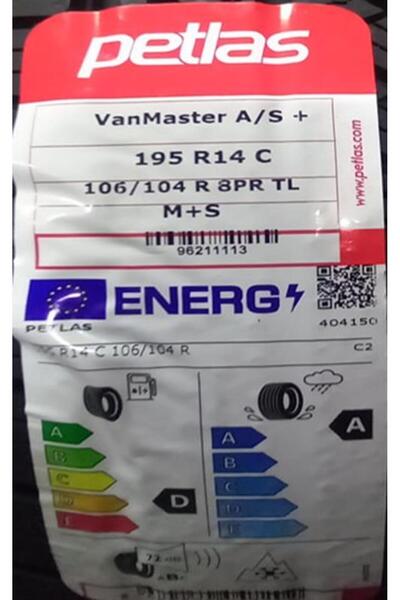 petlas
VanMaster A/S +
195 R14 C
106/104 R 8PR TL
M+S
96211113
www.petlas.com
ENERG
PETLAS
404150
R14 C 106/104 R
C2
A
B
C
D
E
D
A
B
C
D
E
A
72
B